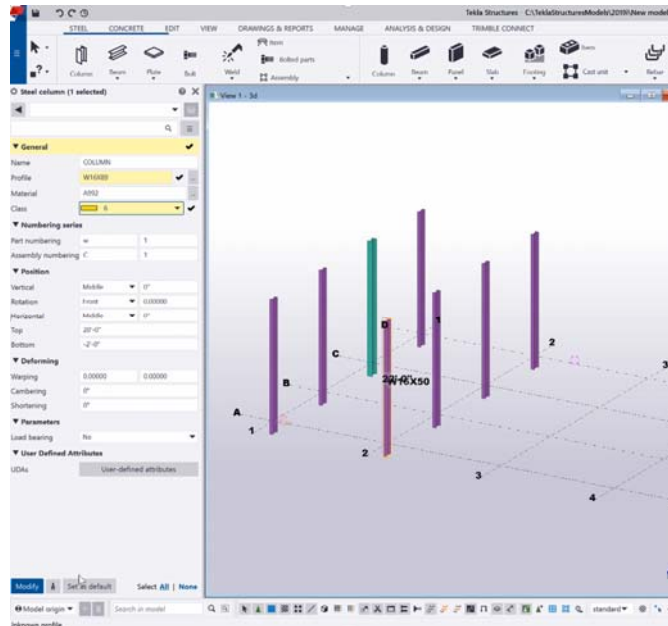 Tekla Structures - C:\TeklaStructuresModels\2019\New model
STEEL CONCRETE EDIT VIEW DRAWINGS & REPORTS MANAGE ANALYSIS & DESIGN TRIMBLE CONNECT
Item
Bolted parts
Assembly
Item
Cast unit
Column Beam Plate Bolt Weld Column Beam Panel Slab Footing Rebar
Steel column (1 selected)
View 1 - 3d
General
Name COLUMN
Profile
Material A992
Class 6
Numbering series
Part numbering w 1
Assembly numbering C 1
Position
Vertical Middle 0"
Rotation Front 0.00000
Horizontal Middle 0"
Top 20'-0"
Bottom -2'-0"
Deforming
Warping 0.00000 0.00000
Cambering 0"
Shortening 0"
Parameters
Load bearing No
User Defined Attributes
UDAs User-defined attributes
D 1 2
C 3
B W16X50
A
1 2 3 4
Modify Set as default Select All | None
Model origin Search in model standard
Unknown profile